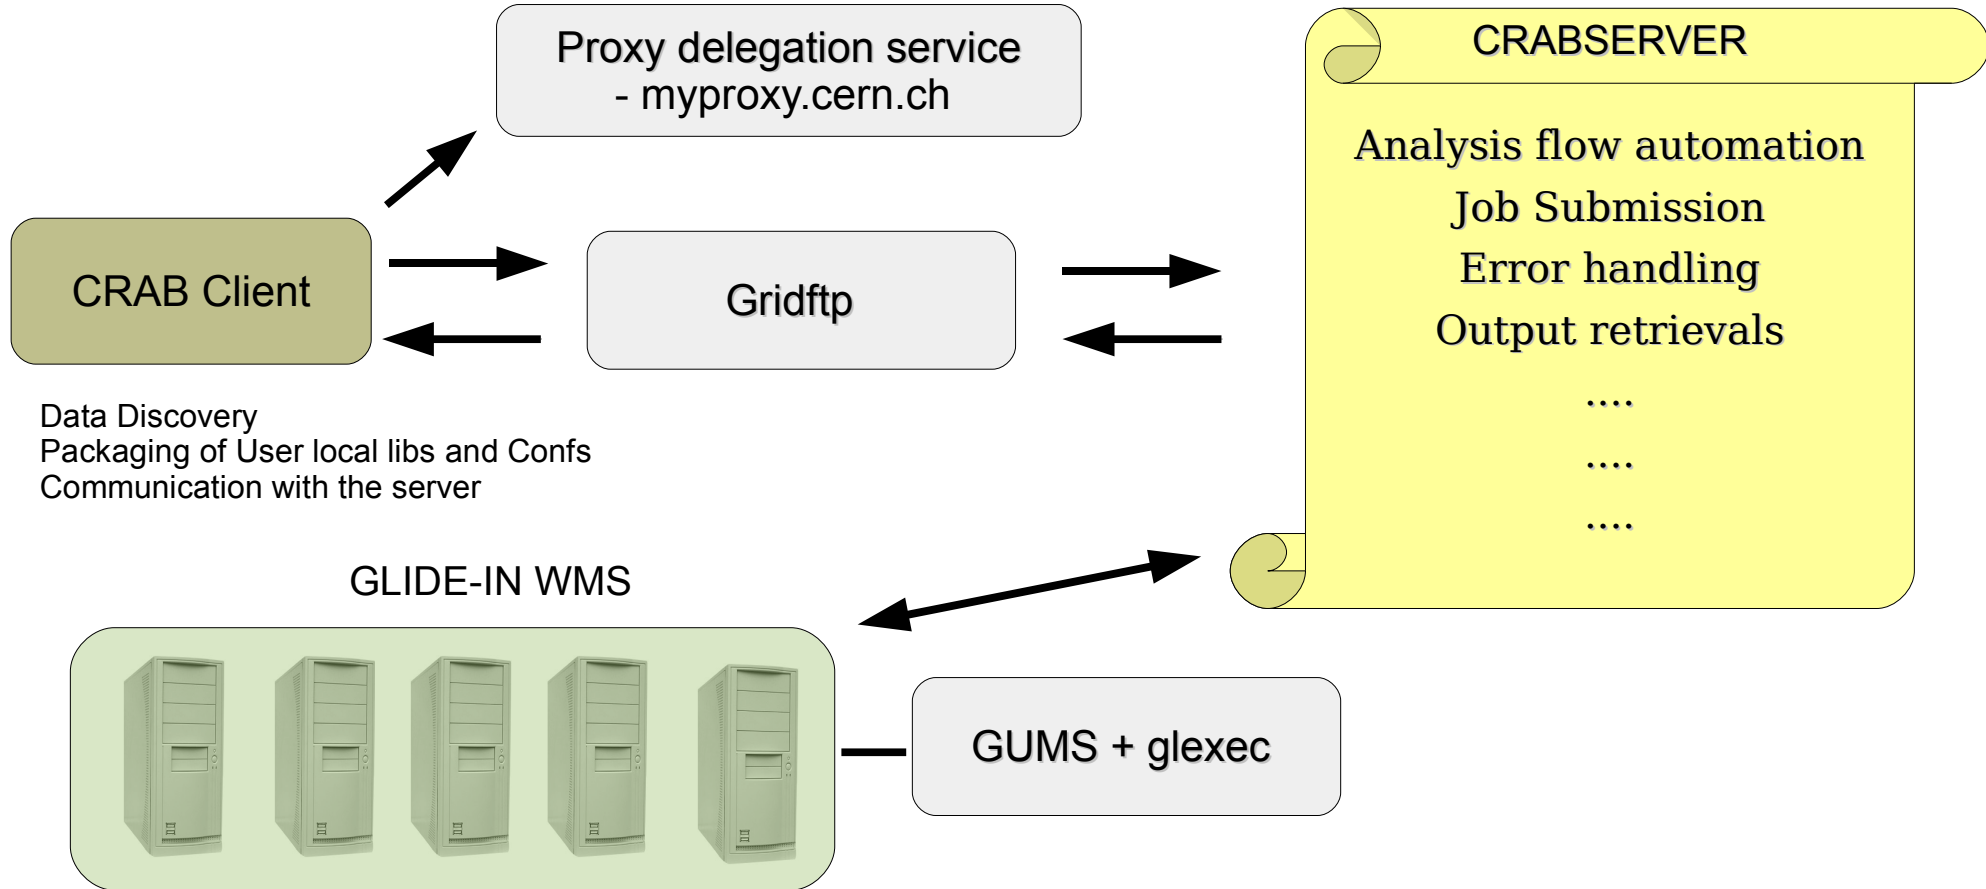 Proxy delegation service
- myproxy.cern.ch
CRABSERVER
Analysis flow automation
Job Submission
Error handling
Output retrievals
....
....
....
CRAB Client
Gridftp
Data Discovery
Packaging of User local libs and Confs
Communication with the server
GLIDE-IN WMS
GUMS + glexec